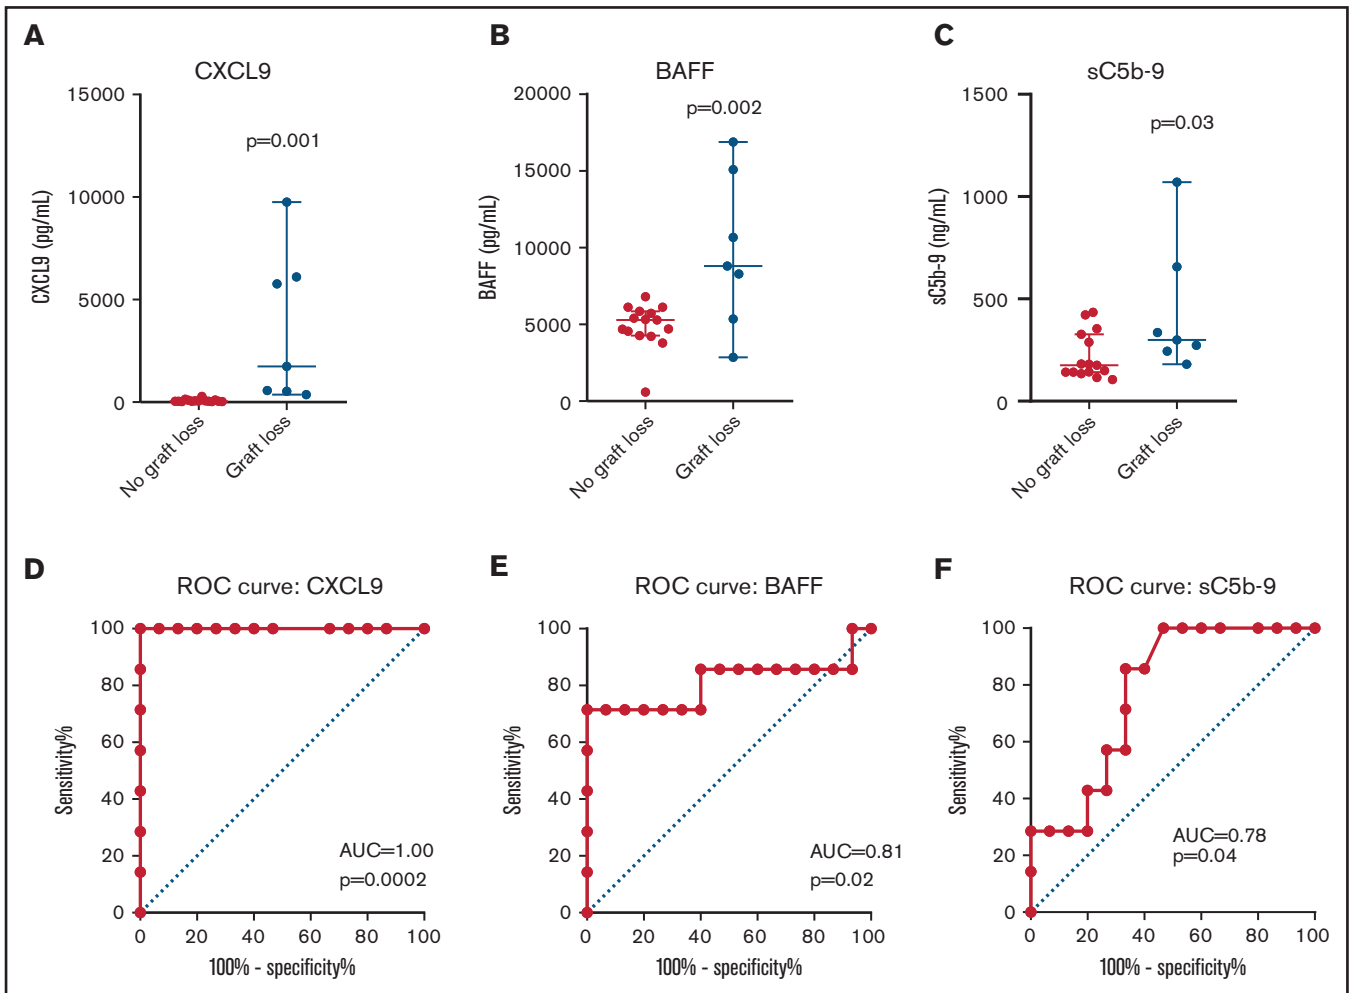 A
CXCL9
15000
10000
5000
0
CXCL9 (pg/mL)
p=0.001
No graft loss
Graft loss
B
BAFF
20000
15000
10000
5000
0
BAFF (pg/mL)
p=0.002
No graft loss
Graft loss
C
sC5b-9
1500
1000
500
0
sC5b-9 (ng/mL)
p=0.03
No graft loss
Graft loss
D
ROC curve: CXCL9
100
80
60
40
20
0
Sensitivity%
AUC=1.00
p=0.0002
0 20 40 60 80 100
100% - specificity%
E
ROC curve: BAFF
100
80
60
40
20
0
Sensitivity%
AUC=0.81
p=0.02
0 20 40 60 80 100
100% - specificity%
F
ROC curve: sC5b-9
100
80
60
40
20
0
Sensitivity%
AUC=0.78
p=0.04
0 20 40 60 80 100
100% - specificity%